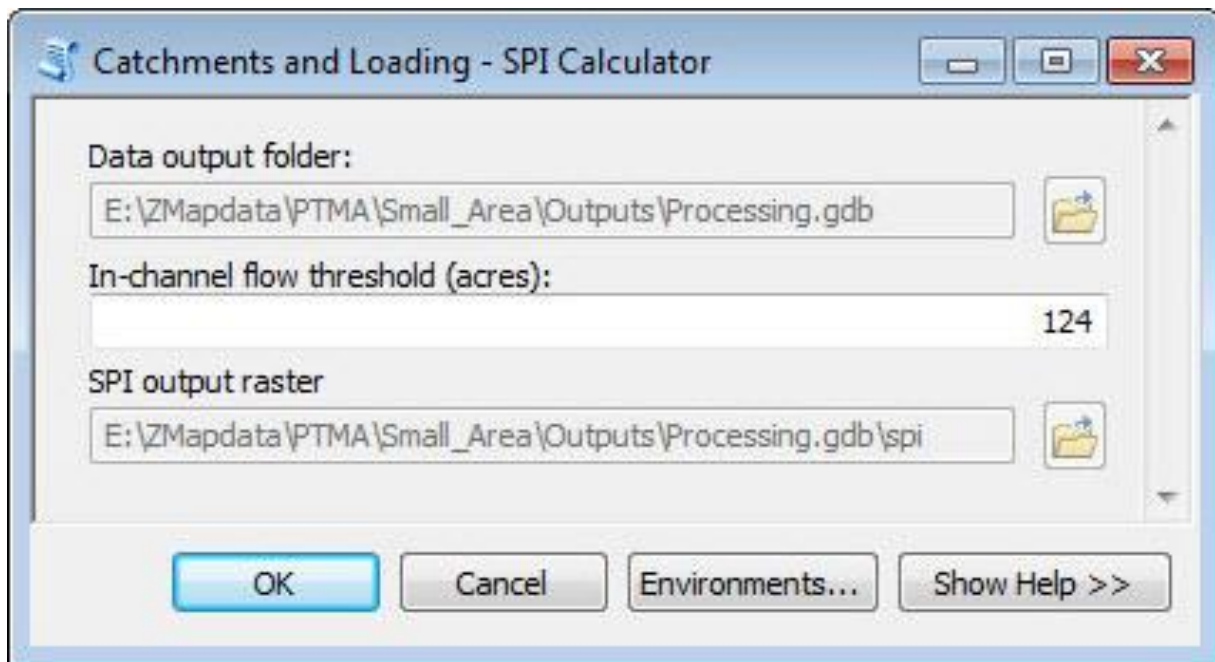 Catchments and Loading - SPI Calculator
Data output folder:
E:\ZMapdata\PTMA\Small_Area\Outputs\Processing.gdb
In-channel flow threshold (acres):
124
SPI output raster
E:\ZMapdata\PTMA\Small_Area\Outputs\Processing.gdb\spi
OK Cancel Environments... Show Help >>